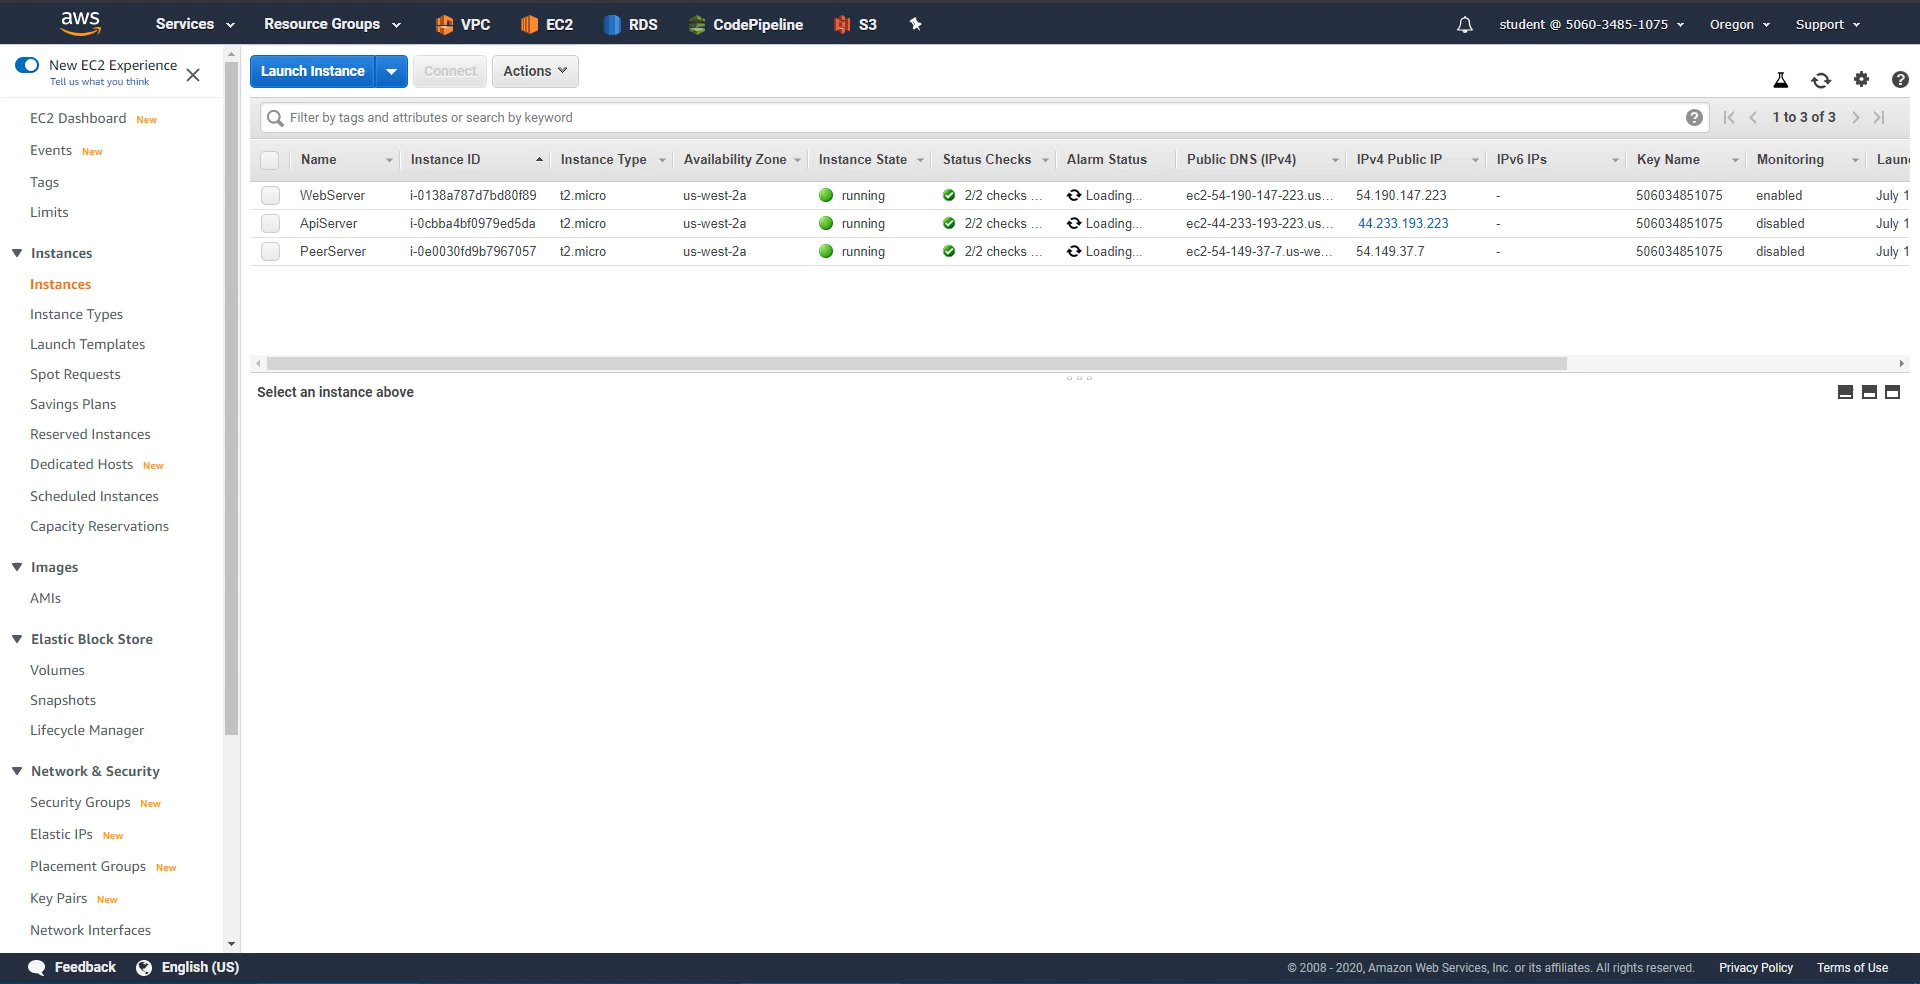 aws Services Resource Groups VPC EC2 RDS CodePipeline S3 student @ 5060-3485-1075 Oregon Support
New EC2 Experience
Tell us what you think
EC2 Dashboard New
Events New
Tags
Limits
Instances
Instances
Instance Types
Launch Templates
Spot Requests
Savings Plans
Reserved Instances
Dedicated Hosts New
Scheduled Instances
Capacity Reservations
Images
AMIs
Elastic Block Store
Volumes
Snapshots
Lifecycle Manager
Network & Security
Security Groups New
Elastic IPs New
Placement Groups New
Key Pairs New
Network Interfaces
Launch Instance Connect Actions
Filter by tags and attributes or search by keyword 1 to 3 of 3
Name Instance ID Instance Type Availability Zone Instance State Status Checks Alarm Status Public DNS (IPv4) IPv4 Public IP IPv6 IPs Key Name Monitoring Laun
WebServer i-0138a787d7bd80f89 t2.micro us-west-2a running 2/2 checks ... Loading... ec2-54-190-147-223.us... 54.190.147.223 - 506034851075 enabled July 1
ApiServer i-0cbba4bf0979ed5da t2.micro us-west-2a running 2/2 checks ... Loading... ec2-44-233-193-223.us... 44.233.193.223 - 506034851075 disabled July 1
PeerServer i-0e0030fd9b7967057 t2.micro us-west-2a running 2/2 checks ... Loading... ec2-54-149-37-7.us-we... 54.149.37.7 - 506034851075 disabled July 1
Select an instance above
Feedback English (US) © 2008 - 2020, Amazon Web Services, Inc. or its affiliates. All rights reserved. Privacy Policy Terms of Use